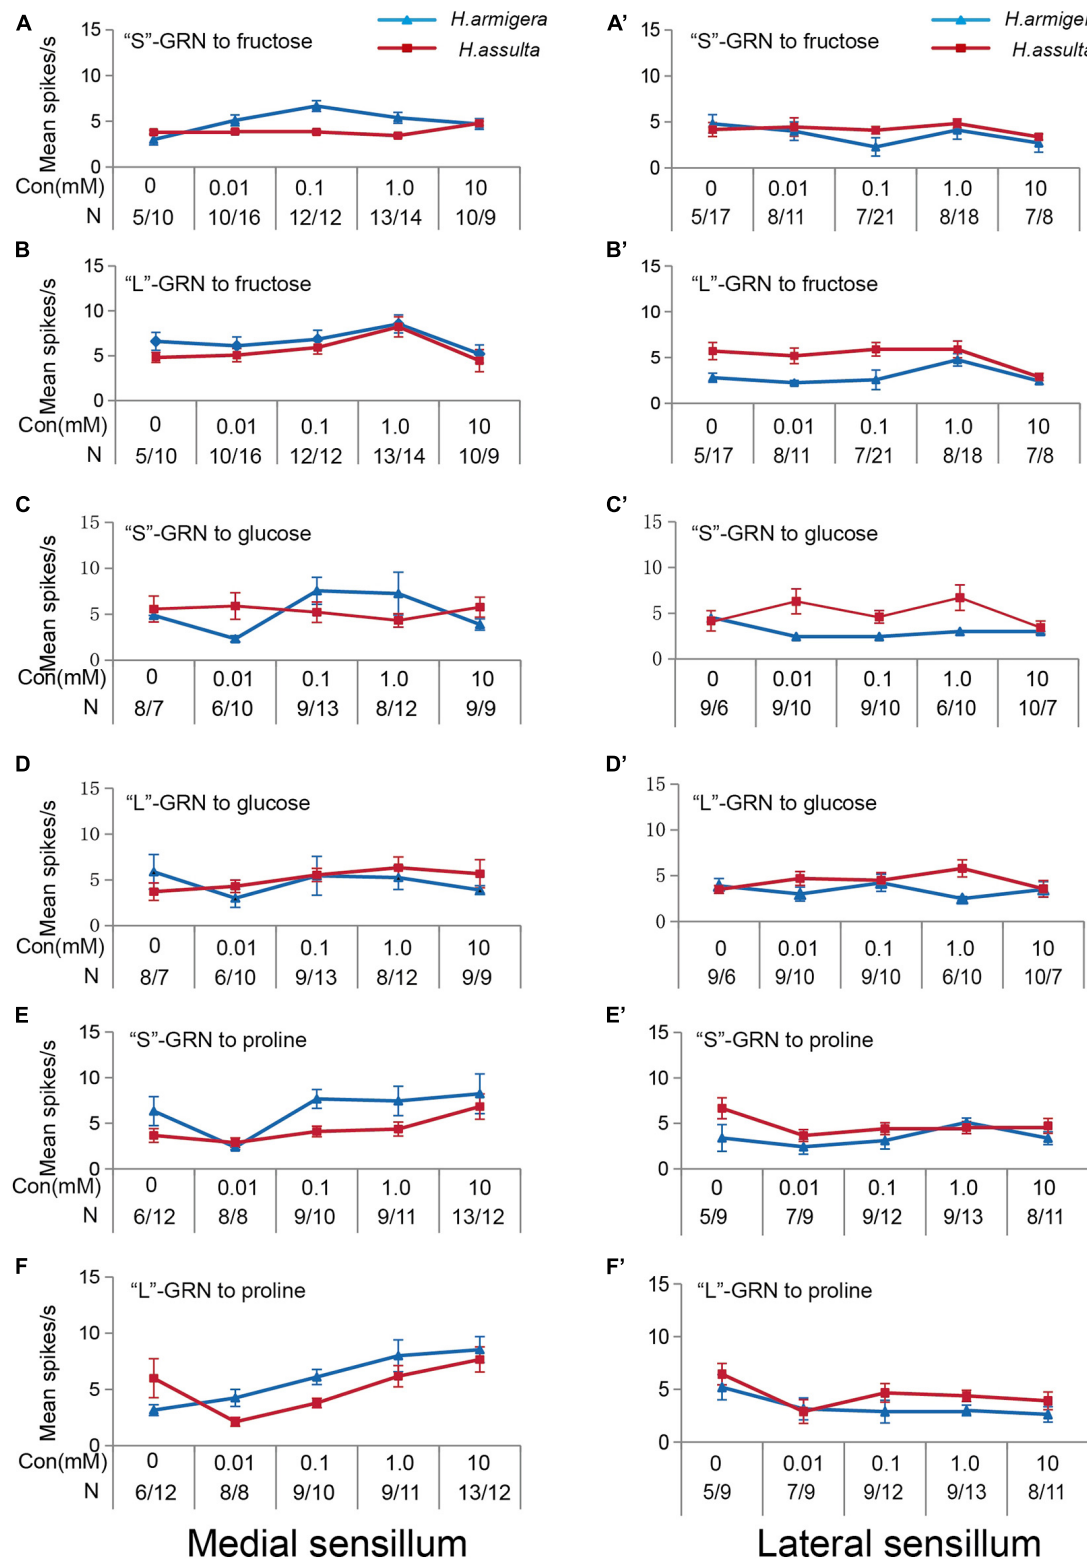 A
H.armigera
H.assulta
"S"-GRN to fructose
Mean spikes/s
15
10
5
0
Con(mM) 0 0.01 0.1 1.0 10
N 5/10 10/16 12/12 13/14 10/9
A'
H.armiger
H.assulta
"S"-GRN to fructose
15
10
5
0
0 0.01 0.1 1.0 10
5/17 8/11 7/21 8/18 7/8
B
"L"-GRN to fructose
Mean spikes/s
15
10
5
0
Con(mM) 0 0.01 0.1 1.0 10
N 5/10 10/16 12/12 13/14 10/9
B'
"L"-GRN to fructose
15
10
5
0
0 0.01 0.1 1.0 10
5/17 8/11 7/21 8/18 7/8
C
"S"-GRN to glucose
Mean spikes/s
15
10
5
0
Con(mM) 0 0.01 0.1 1.0 10
N 8/7 6/10 9/13 8/12 9/9
C'
"S"-GRN to glucose
15
10
5
0
0 0.01 0.1 1.0 10
9/6 9/10 9/10 6/10 10/7
D
"L"-GRN to glucose
Mean spikes/s
15
10
5
0
Con(mM) 0 0.01 0.1 1.0 10
N 8/7 6/10 9/13 8/12 9/9
D'
"L"-GRN to glucose
15
10
5
0
0 0.01 0.1 1.0 10
9/6 9/10 9/10 6/10 10/7
E
"S"-GRN to proline
Mean spikes/s
15
10
5
0
Con(mM) 0 0.01 0.1 1.0 10
N 6/12 8/8 9/10 9/11 13/12
E'
"S"-GRN to proline
15
10
5
0
0 0.01 0.1 1.0 10
5/9 7/9 9/12 9/13 8/11
F
"L"-GRN to proline
Mean spikes/s
15
10
5
0
Con(mM) 0 0.01 0.1 1.0 10
N 6/12 8/8 9/10 9/11 13/12
F'
"L"-GRN to proline
15
10
5
0
0 0.01 0.1 1.0 10
5/9 7/9 9/12 9/13 8/11
Medial sensillum
Lateral sensillum